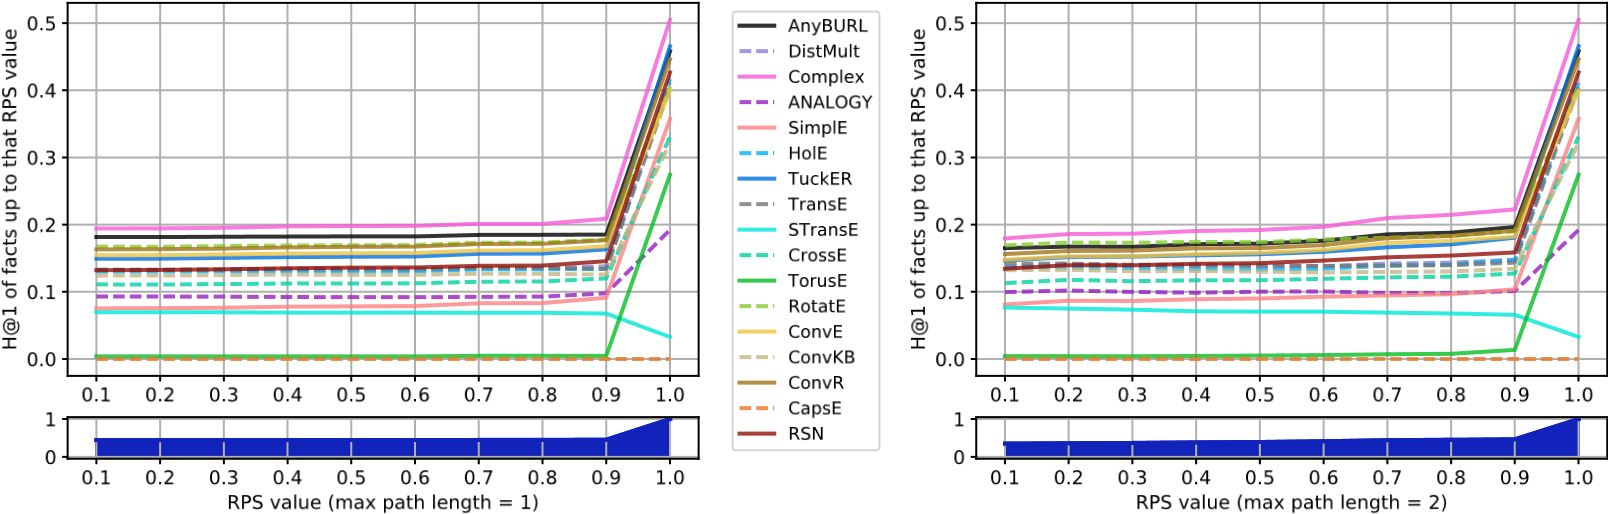 H@1 of facts up to that RPS value
0.5
0.4
0.3
0.2
0.1
0.0
0.1 0.2 0.3 0.4 0.5 0.6 0.7 0.8 0.9 1.0
1
0
0.1 0.2 0.3 0.4 0.5 0.6 0.7 0.8 0.9 1.0
RPS value (max path length = 1)
AnyBURL
DistMult
Complex
ANALOGY
SimplE
HolE
TuckER
TransE
STransE
CrossE
TorusE
RotatE
ConvE
ConvKB
ConvR
CapsE
RSN
H@1 of facts up to that RPS value
0.5
0.4
0.3
0.2
0.1
0.0
0.1 0.2 0.3 0.4 0.5 0.6 0.7 0.8 0.9 1.0
1
0
0.1 0.2 0.3 0.4 0.5 0.6 0.7 0.8 0.9 1.0
RPS value (max path length = 2)